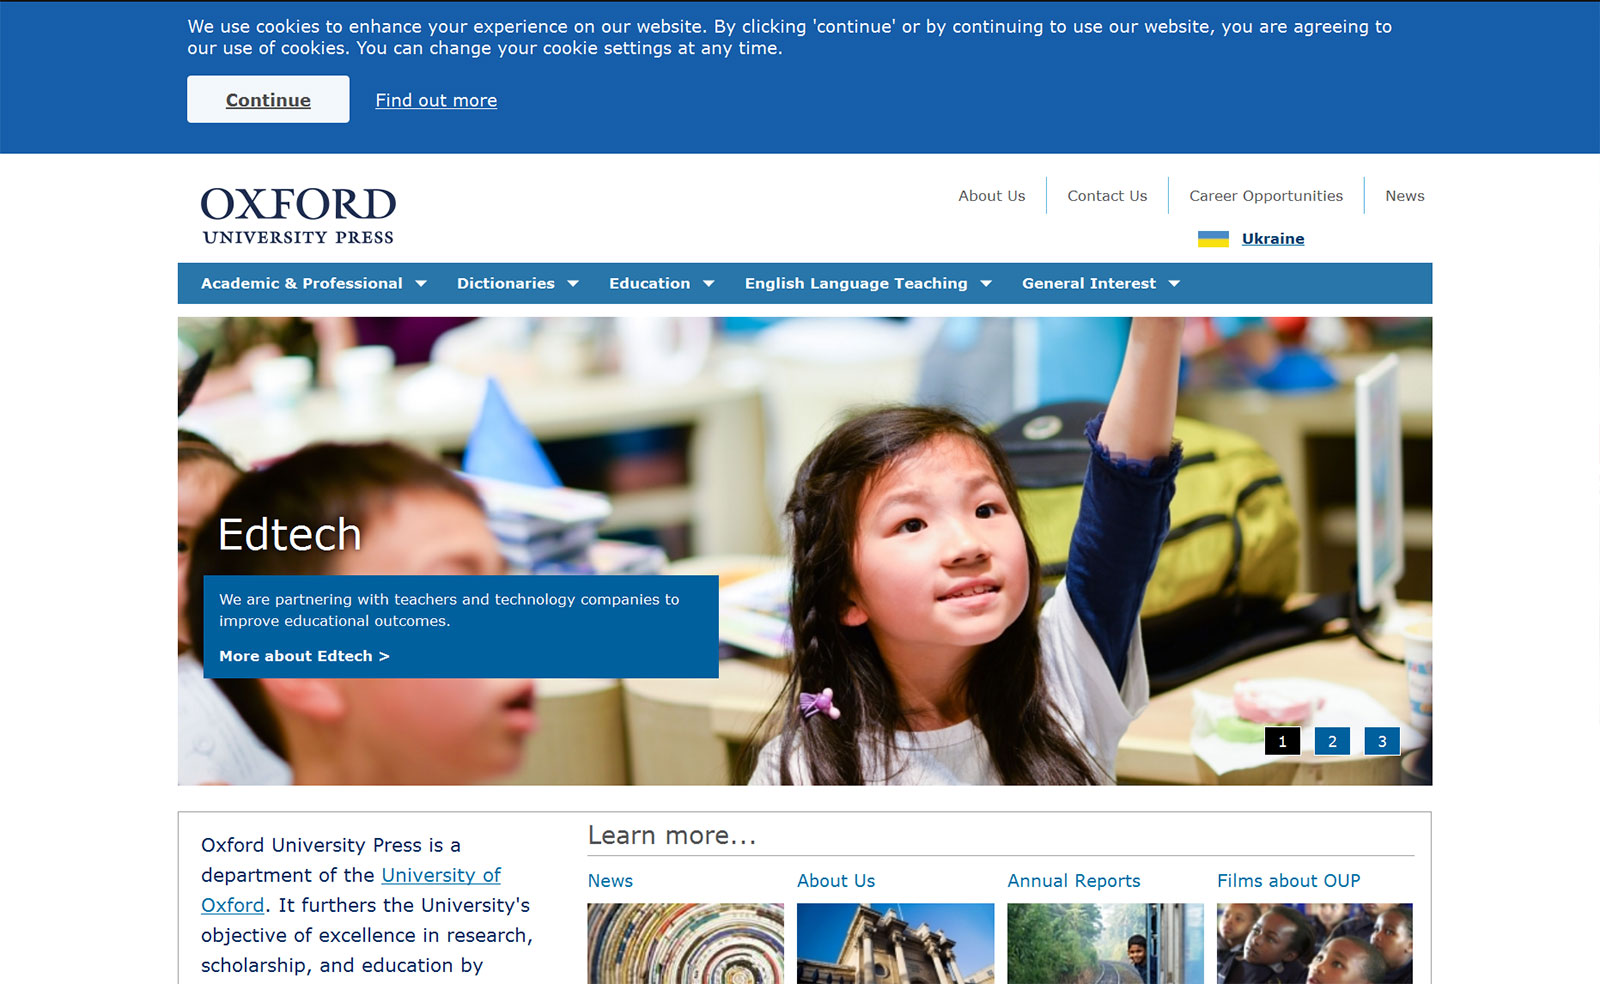 We use cookies to enhance your experience on our website. By clicking 'continue' or by continuing to use our website, you are agreeing to
our use of cookies. You can change your cookie settings at any time.
Continue
Find out more
OXFORD
UNIVERSITY PRESS
About Us
Contact Us
Career Opportunities
News
Ukraine
Academic & Professional
Dictionaries
Education
English Language Teaching
General Interest
Edtech
We are partnering with teachers and technology companies to
improve educational outcomes.
More about Edtech >
1
2
3
Oxford University Press is a
department of the University of
Oxford. It furthers the University's
objective of excellence in research,
scholarship, and education by
Learn more...
News
About Us
Annual Reports
Films about OUP